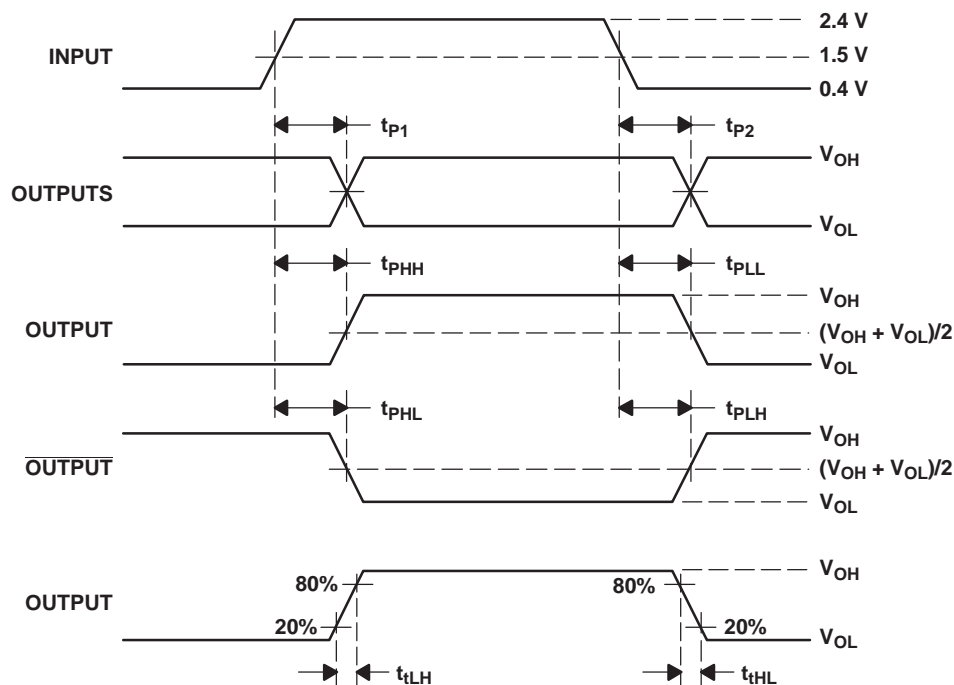 2.4 V
INPUT
1.5 V
0.4 V
tP1
tP2
VOH
OUTPUTS
VOL
tPHH
tPLL
VOH
OUTPUT
(VOH + VOL)/2
VOL
tPHL
tPLH
VOH
OUTPUT
(VOH + VOL)/2
VOL
VOH
80%
80%
OUTPUT
20%
20%
VOL
ttLH
ttHL